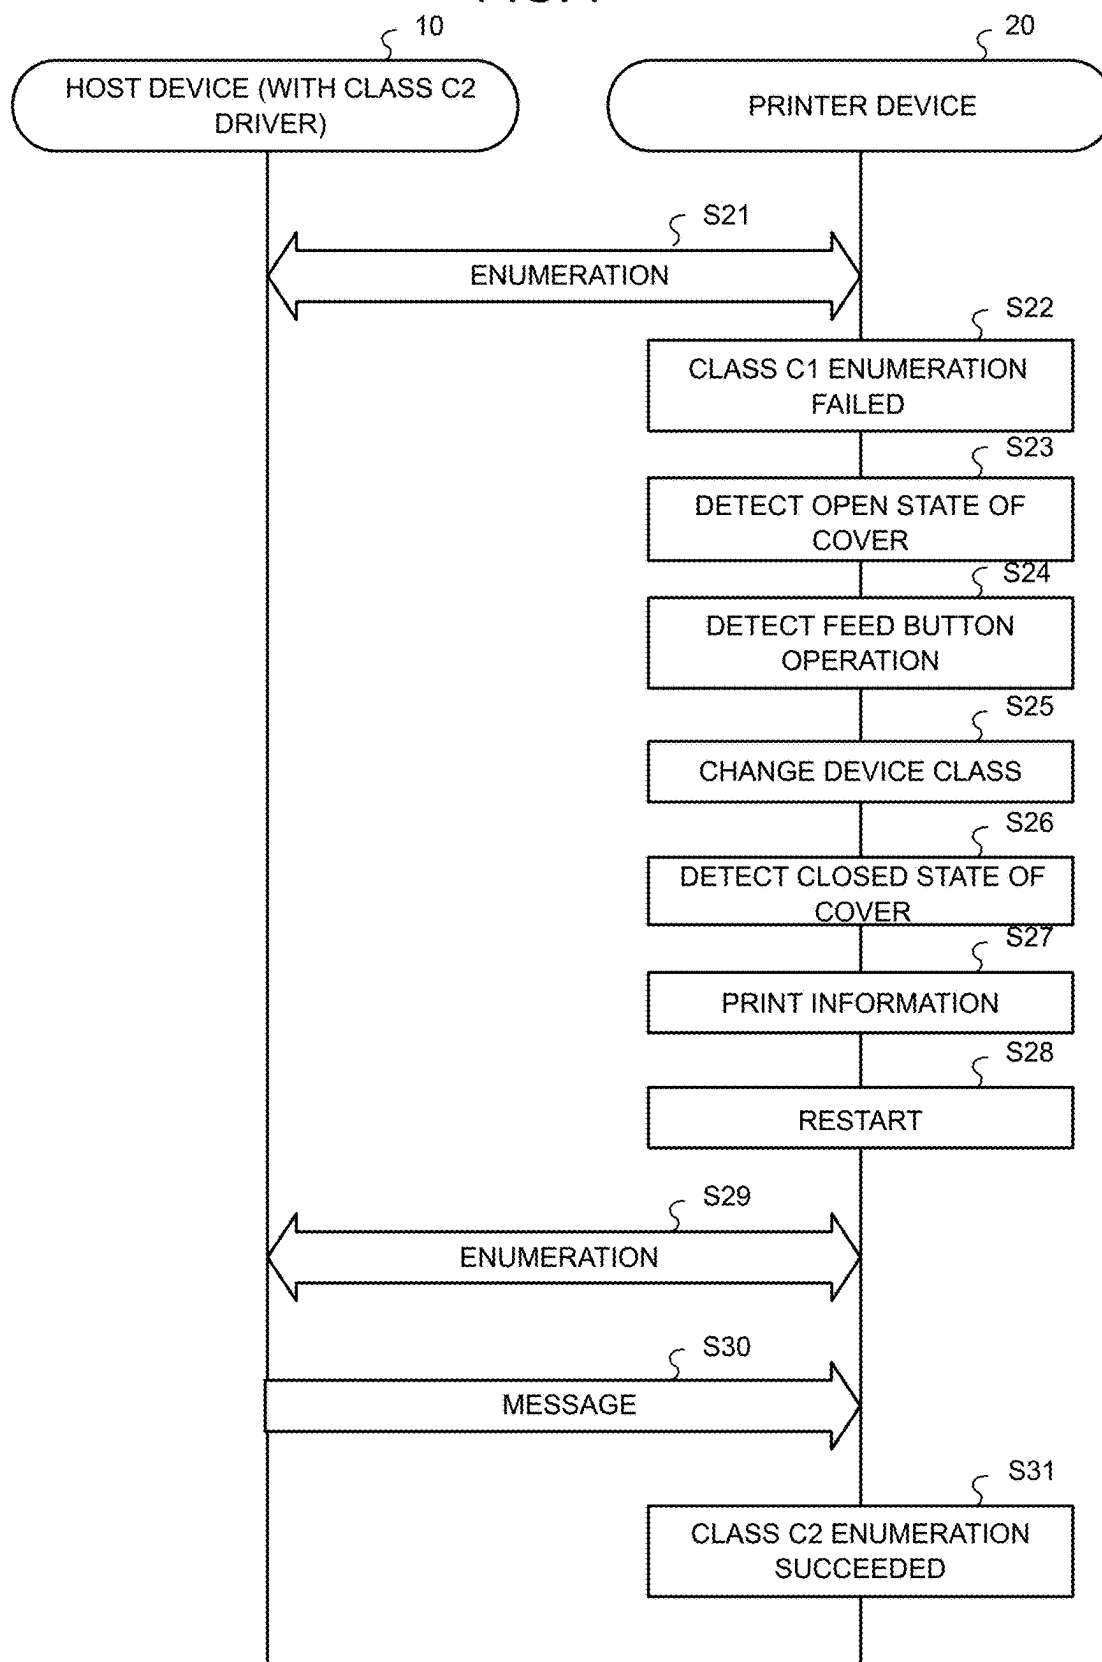 10
20
HOST DEVICE (WITH CLASS C2
DRIVER)
PRINTER DEVICE
S21
ENUMERATION
S22
CLASS C1 ENUMERATION
FAILED
S23
DETECT OPEN STATE OF
COVER
S24
DETECT FEED BUTTON
OPERATION
S25
CHANGE DEVICE CLASS
S26
DETECT CLOSED STATE OF
COVER
S27
PRINT INFORMATION
S28
RESTART
S29
ENUMERATION
S30
MESSAGE
S31
CLASS C2 ENUMERATION
SUCCEEDED